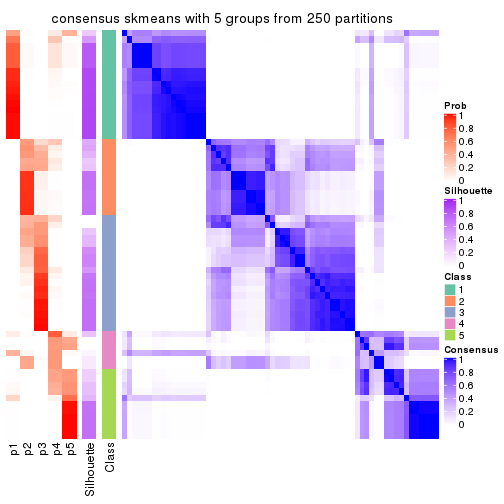 consensus skmeans with 5 groups from 250 partitions
Prob
1
0.8
0.6
0.4
0.2
0
Silhouette
1
0.8
0.6
0.4
0.2
0
Class
1
2
3
4
5
Consensus
1
0.8
0.6
0.4
0.2
0
p1
p2
p3
p4
p5
Silhouette
Class